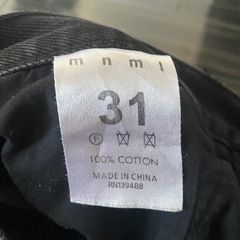 mnml
31
F
100% COTTON
MADE IN CHINA
RN139488